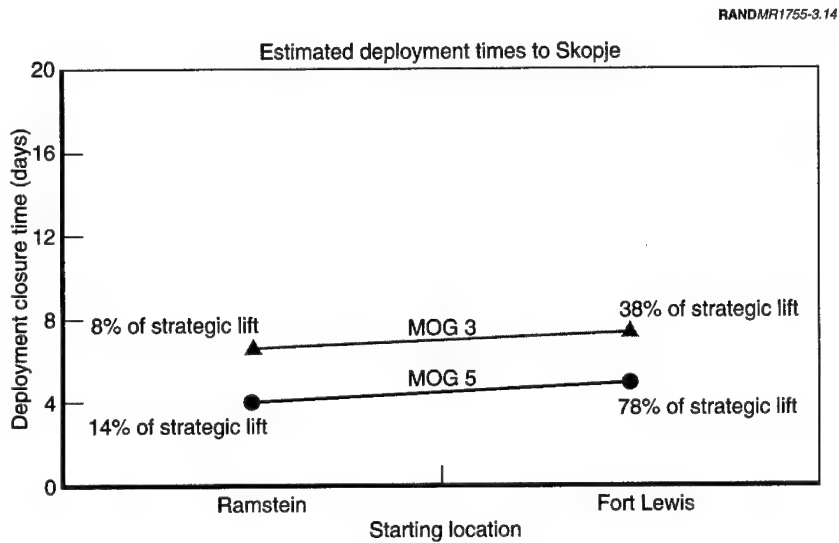 RANDMR1755-3.14
Estimated deployment times to Skopje
20
16
12
8
4
0
Deployment closure time (days)
8% of strategic lift
MOG 3
38% of strategic lift
14% of strategic lift
MOG 5
78% of strategic lift
Ramstein
Fort Lewis
Starting location